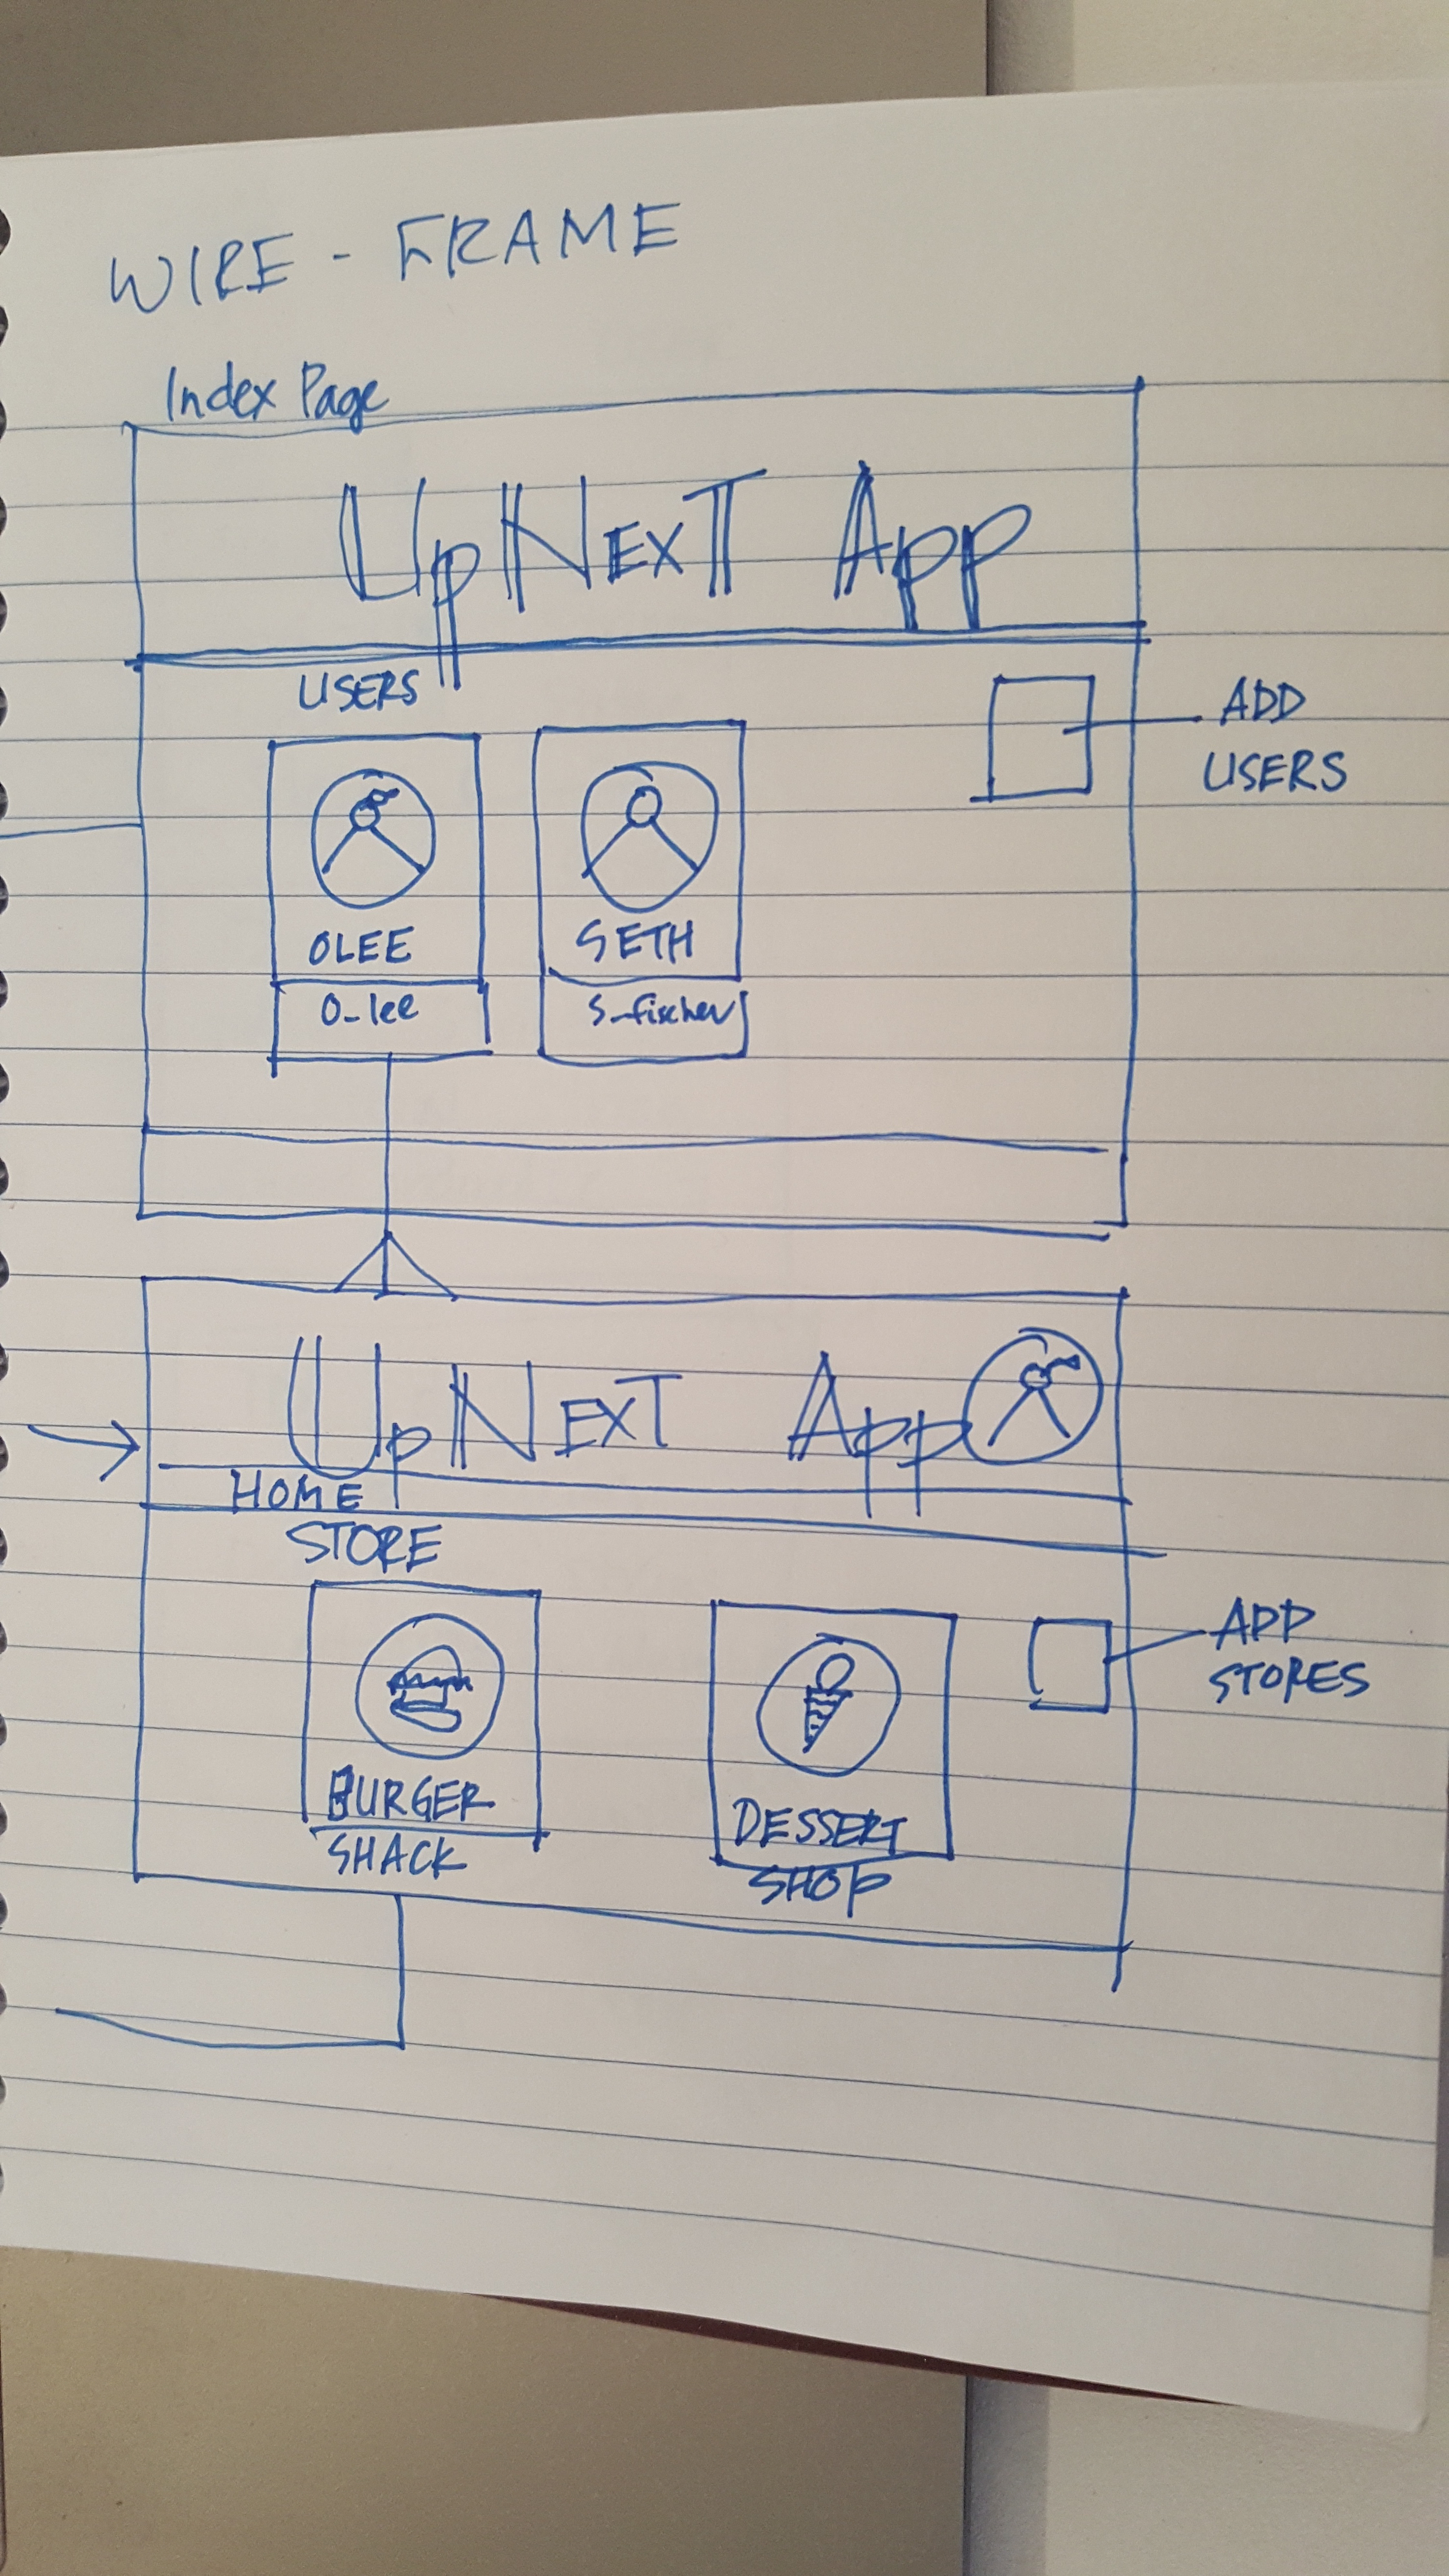 WIRE - FRAME
Index Page
UpNEXT App
USERS
ADD
USERS
OLEE
SETH
O_lee
S_fischer
UpNEXT App
HOME
STORE
ADD
STORES
BURGER
SHACK
DESSERT
SHOP